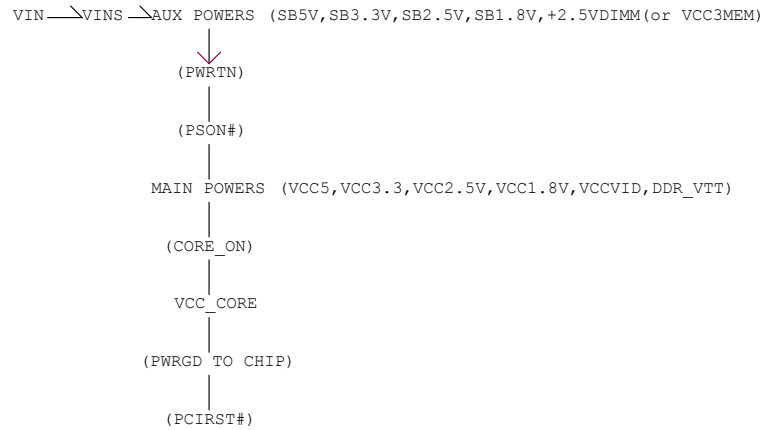 VIN VINS AUX POWERS (SB5V,SB3.3V,SB2.5V,SB1.8V,+2.5VDIMM(or VCC3MEM)
(PWRTN)
(PSON#)
MAIN POWERS (VCC5,VCC3.3,VCC2.5V,VCC1.8V,VCCVID,DDR_VTT)
(CORE_ON)
VCC_CORE
(PWRGD TO CHIP)
(PCIRST#)